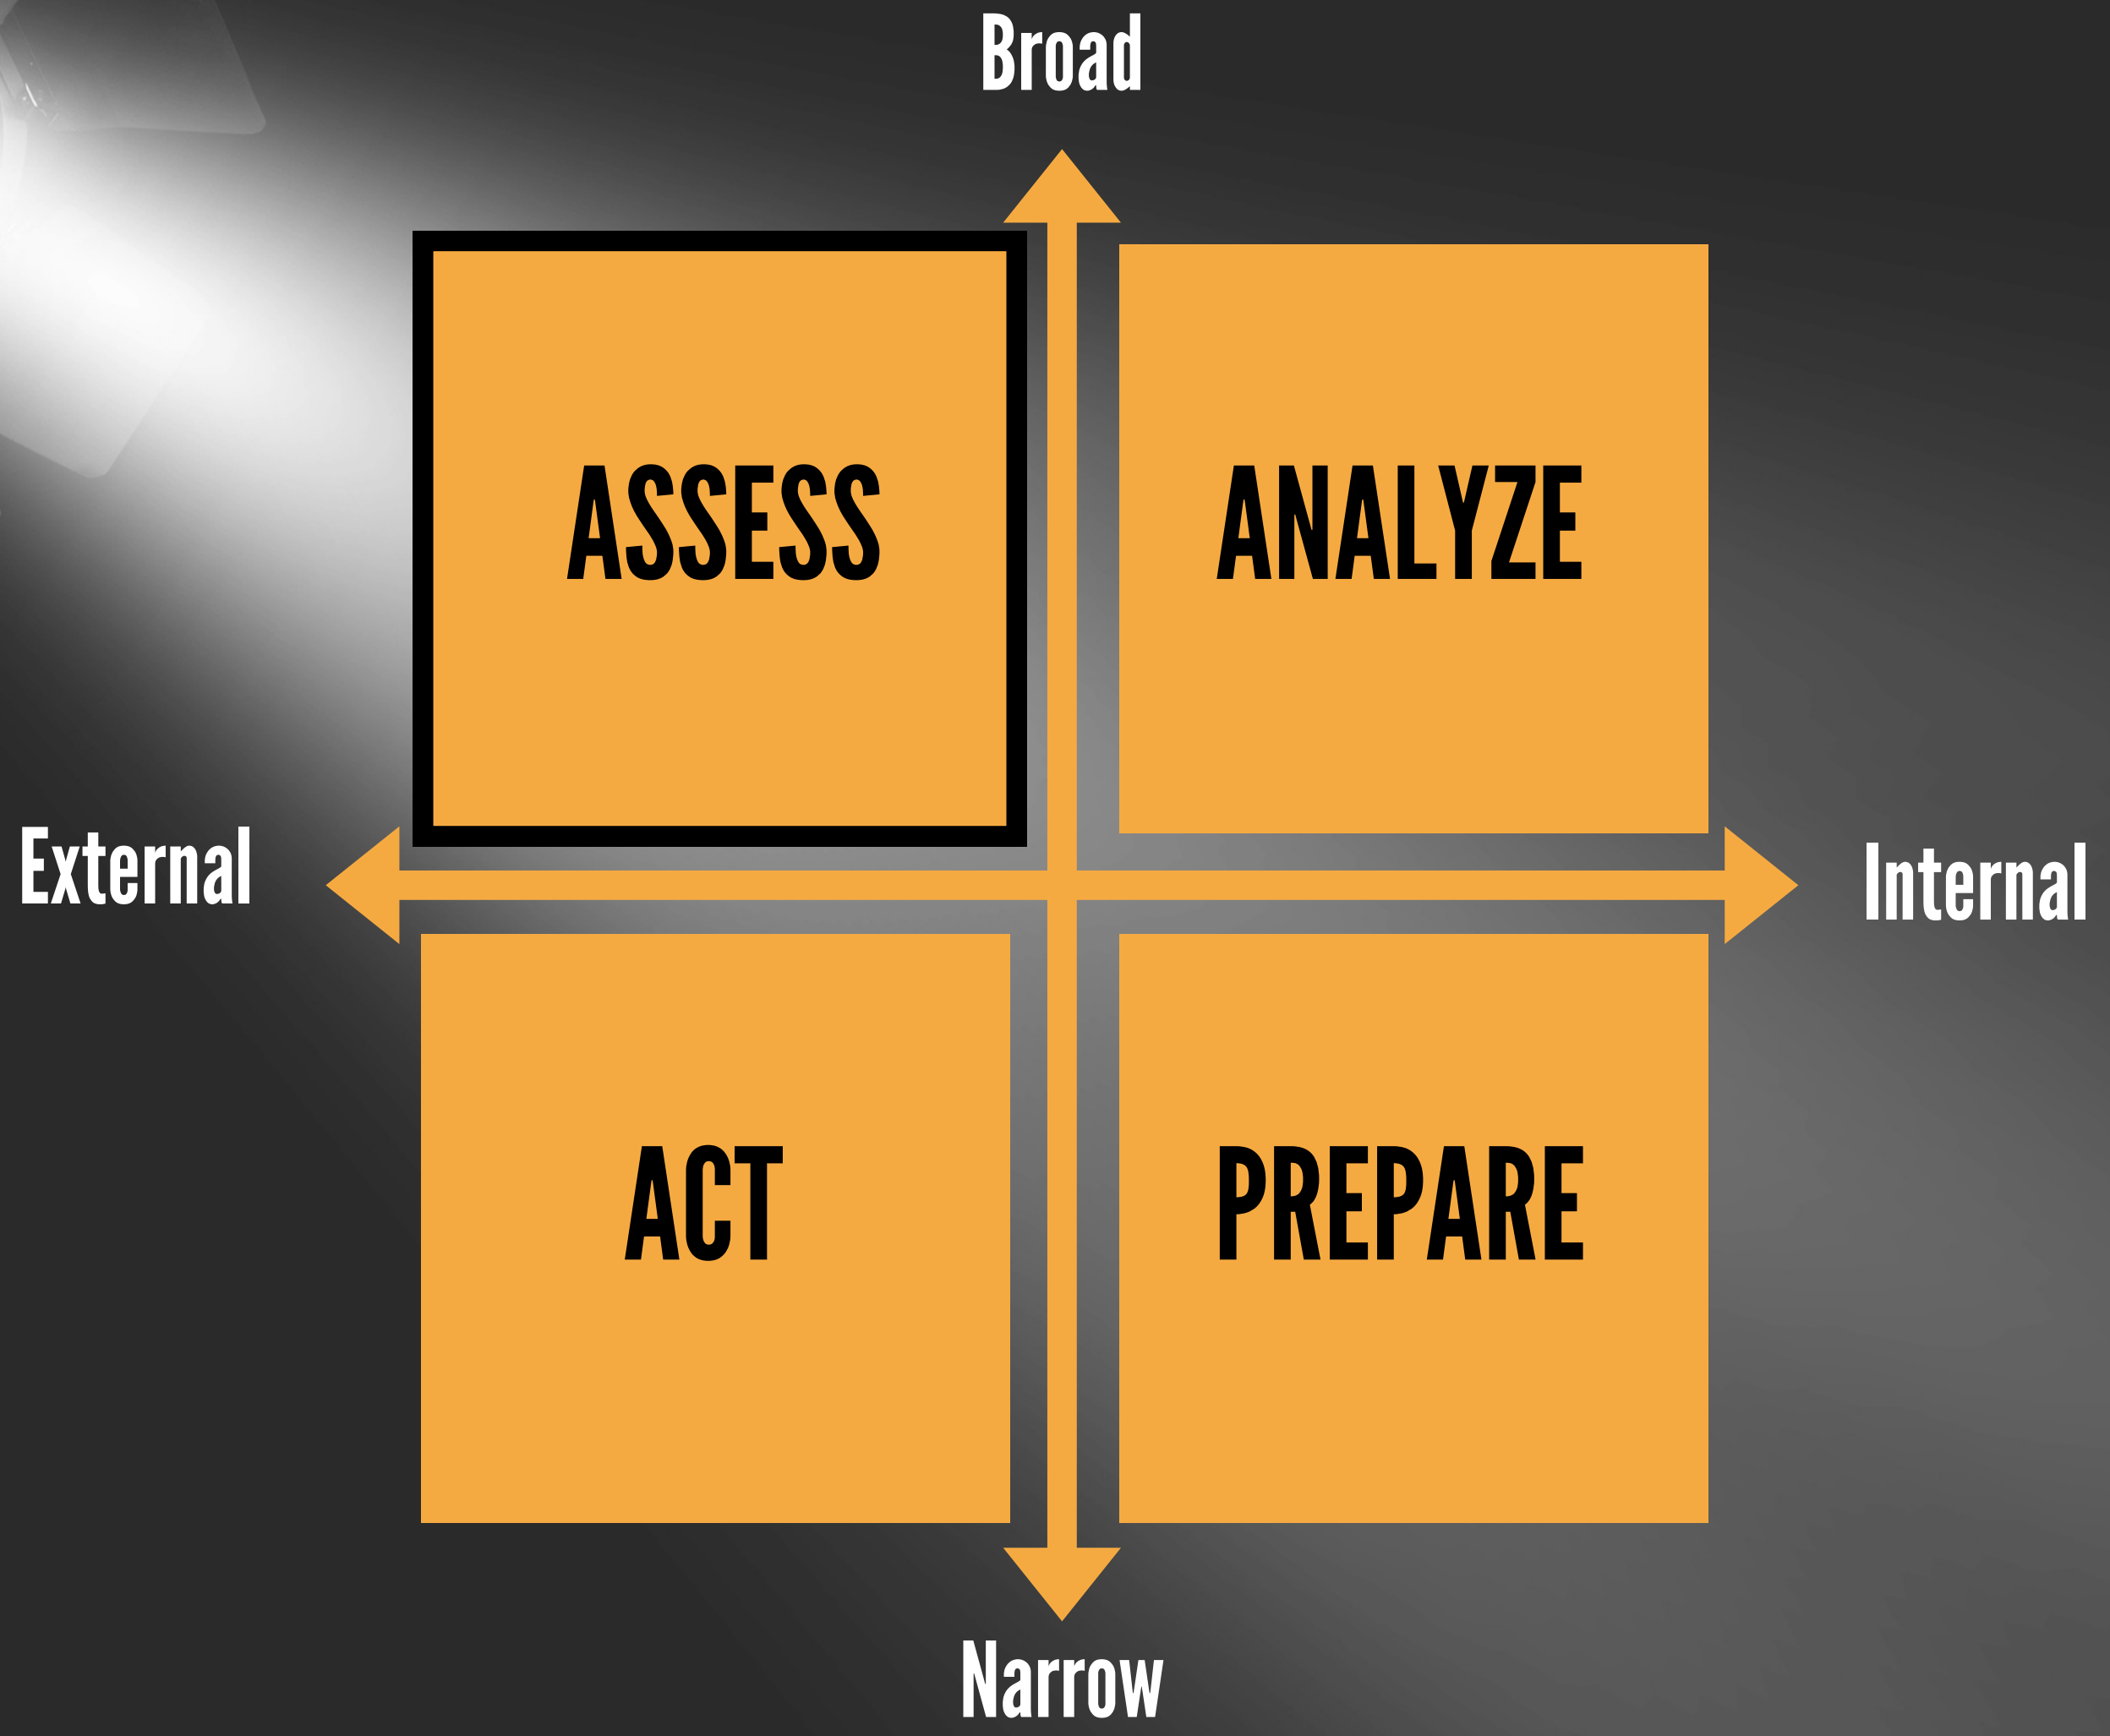 Broad
ASSESS
ANALYZE
External
Internal
ACT
PREPARE
Narrow